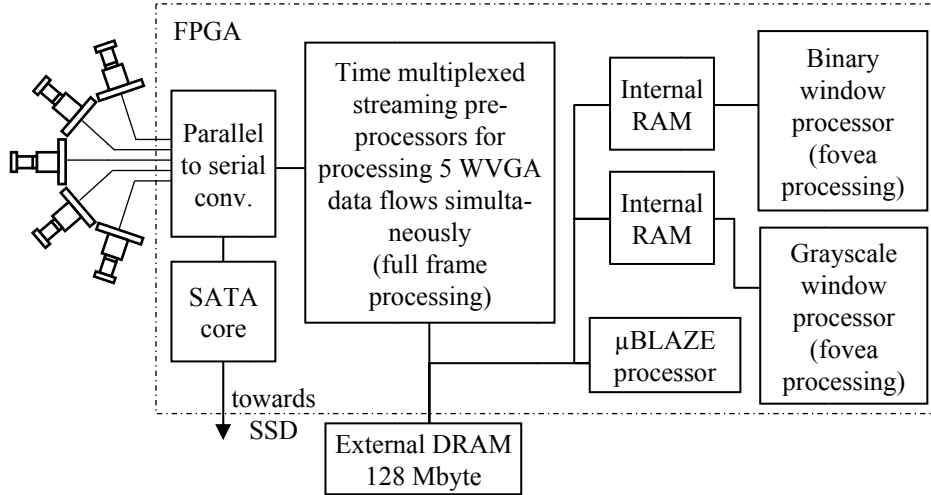 FPGA
Parallel
to serial
conv.
SATA
core
towards
SSD
Time multiplexed
streaming pre-
processors for
processing 5 WVGA
data flows simulta-
neously
(full frame
processing)
External DRAM
128 Mbyte
Internal
RAM
Internal
RAM
µBLAZE
processor
Binary
window
processor
(fovea
processing)
Grayscale
window
processor
(fovea
processing)